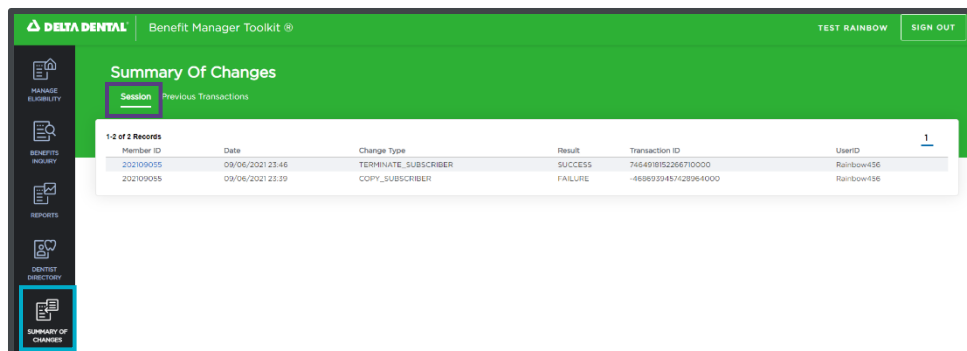 DELTA DENTAL® Benefit Manager Toolkit ® TEST RAINBOW SIGN OUT
MANAGE
ELIGIBILITY
BENEFITS
INQUIRY
REPORTS
DENTIST
DIRECTORY
SUMMARY OF
CHANGES
Summary Of Changes
Session Previous Transactions
1-2 of 2 Records 1
Member ID Date Change Type Result Transaction ID UserID
202109055 09/06/2021 23:46 TERMINATE_SUBSCRIBER SUCCESS 7464918152266710000 Rainbow456
202109055 09/06/2021 23:39 COPY_SUBSCRIBER FAILURE -4686939457428964000 Rainbow456